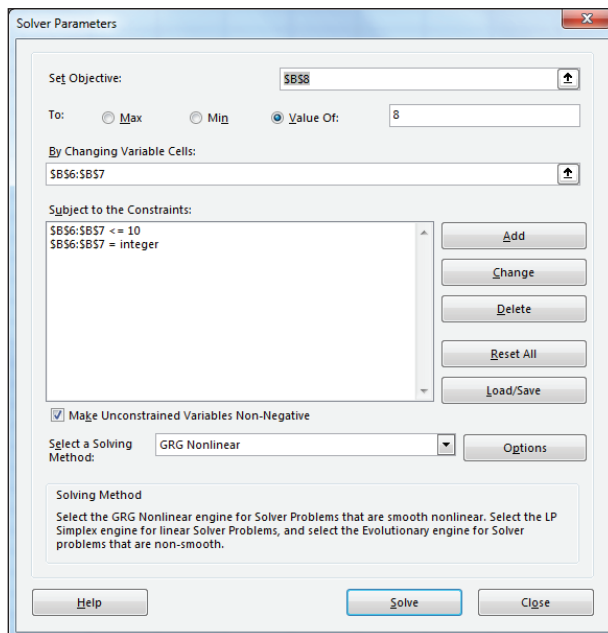 Solver Parameters
Set Objective: $B$8
To: Max Min Value Of: 8
By Changing Variable Cells:
$B$6:$B$7
Subject to the Constraints:
$B$6:$B$7 <= 10
$B$6:$B$7 = integer
Add
Change
Delete
Reset All
Load/Save
Make Unconstrained Variables Non-Negative
Select a Solving
Method:
GRG Nonlinear
Options
Solving Method
Select the GRG Nonlinear engine for Solver Problems that are smooth nonlinear. Select the LP
Simplex engine for linear Solver Problems, and select the Evolutionary engine for Solver
problems that are non-smooth.
Help Solve Close